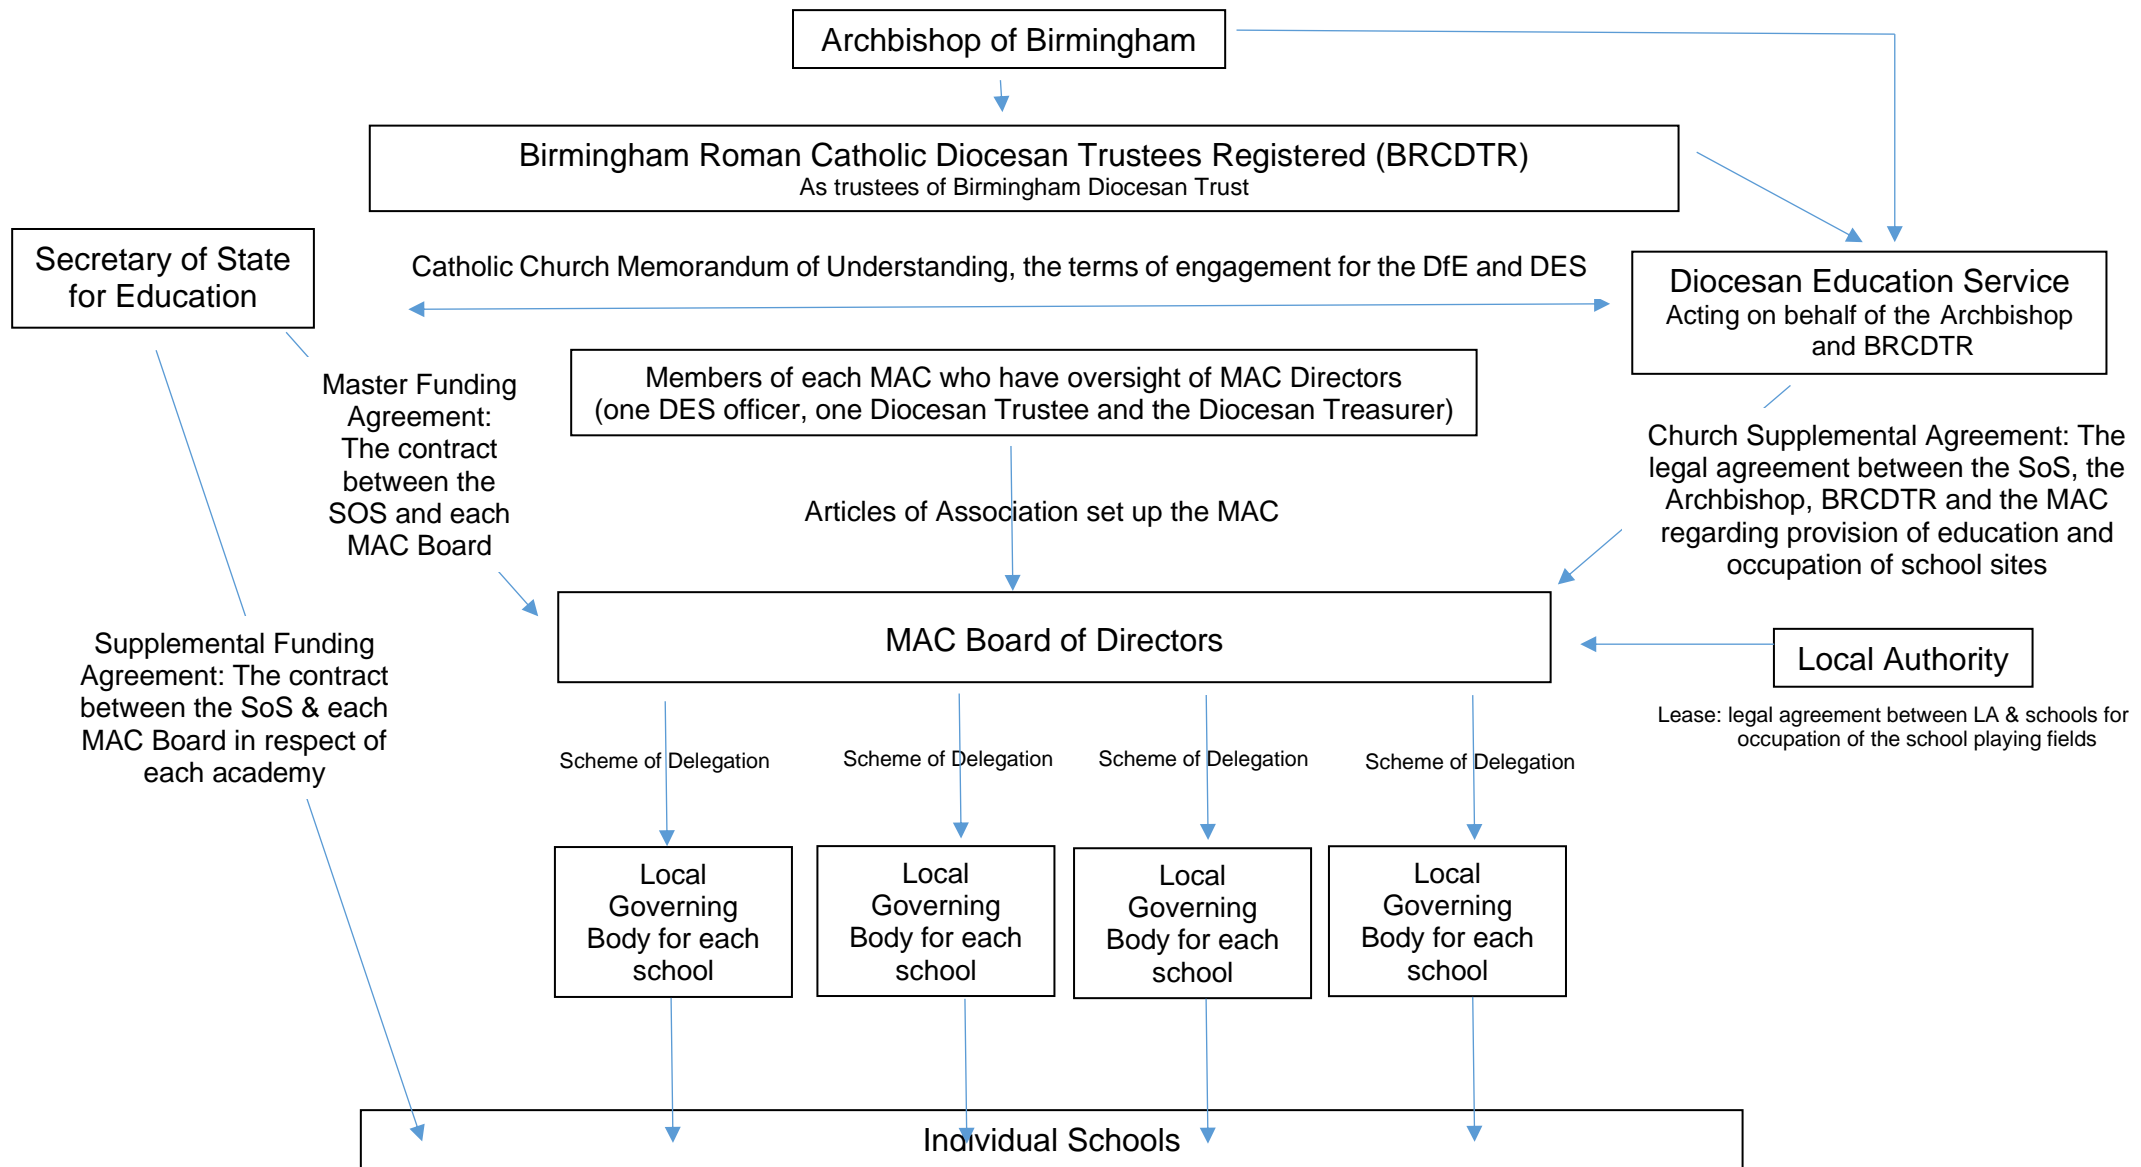 Archbishop of Birmingham
Birmingham Roman Catholic Diocesan Trustees Registered (BRCDTR)
As trustees of Birmingham Diocesan Trust
Secretary of State
for Education
Catholic Church Memorandum of Understanding, the terms of engagement for the DfE and DES
Diocesan Education Service
Acting on behalf of the Archbishop
and BRCDTR
Master Funding
Agreement:
The contract
between the
SOS and each
MAC Board
Members of each MAC who have oversight of MAC Directors
(one DES officer, one Diocesan Trustee and the Diocesan Treasurer)
Church Supplemental Agreement: The
legal agreement between the SoS, the
Archbishop, BRCDTR and the MAC
regarding provision of education and
occupation of school sites
Articles of Association set up the MAC
MAC Board of Directors
Supplemental Funding
Agreement: The contract
between the SoS & each
MAC Board in respect of
each academy
Local Authority
Lease: legal agreement between LA & schools for
occupation of the school playing fields
Scheme of Delegation
Scheme of Delegation
Scheme of Delegation
Scheme of Delegation
Local
Governing
Body for each
school
Local
Governing
Body for each
school
Local
Governing
Body for each
school
Local
Governing
Body for each
school
Individual Schools